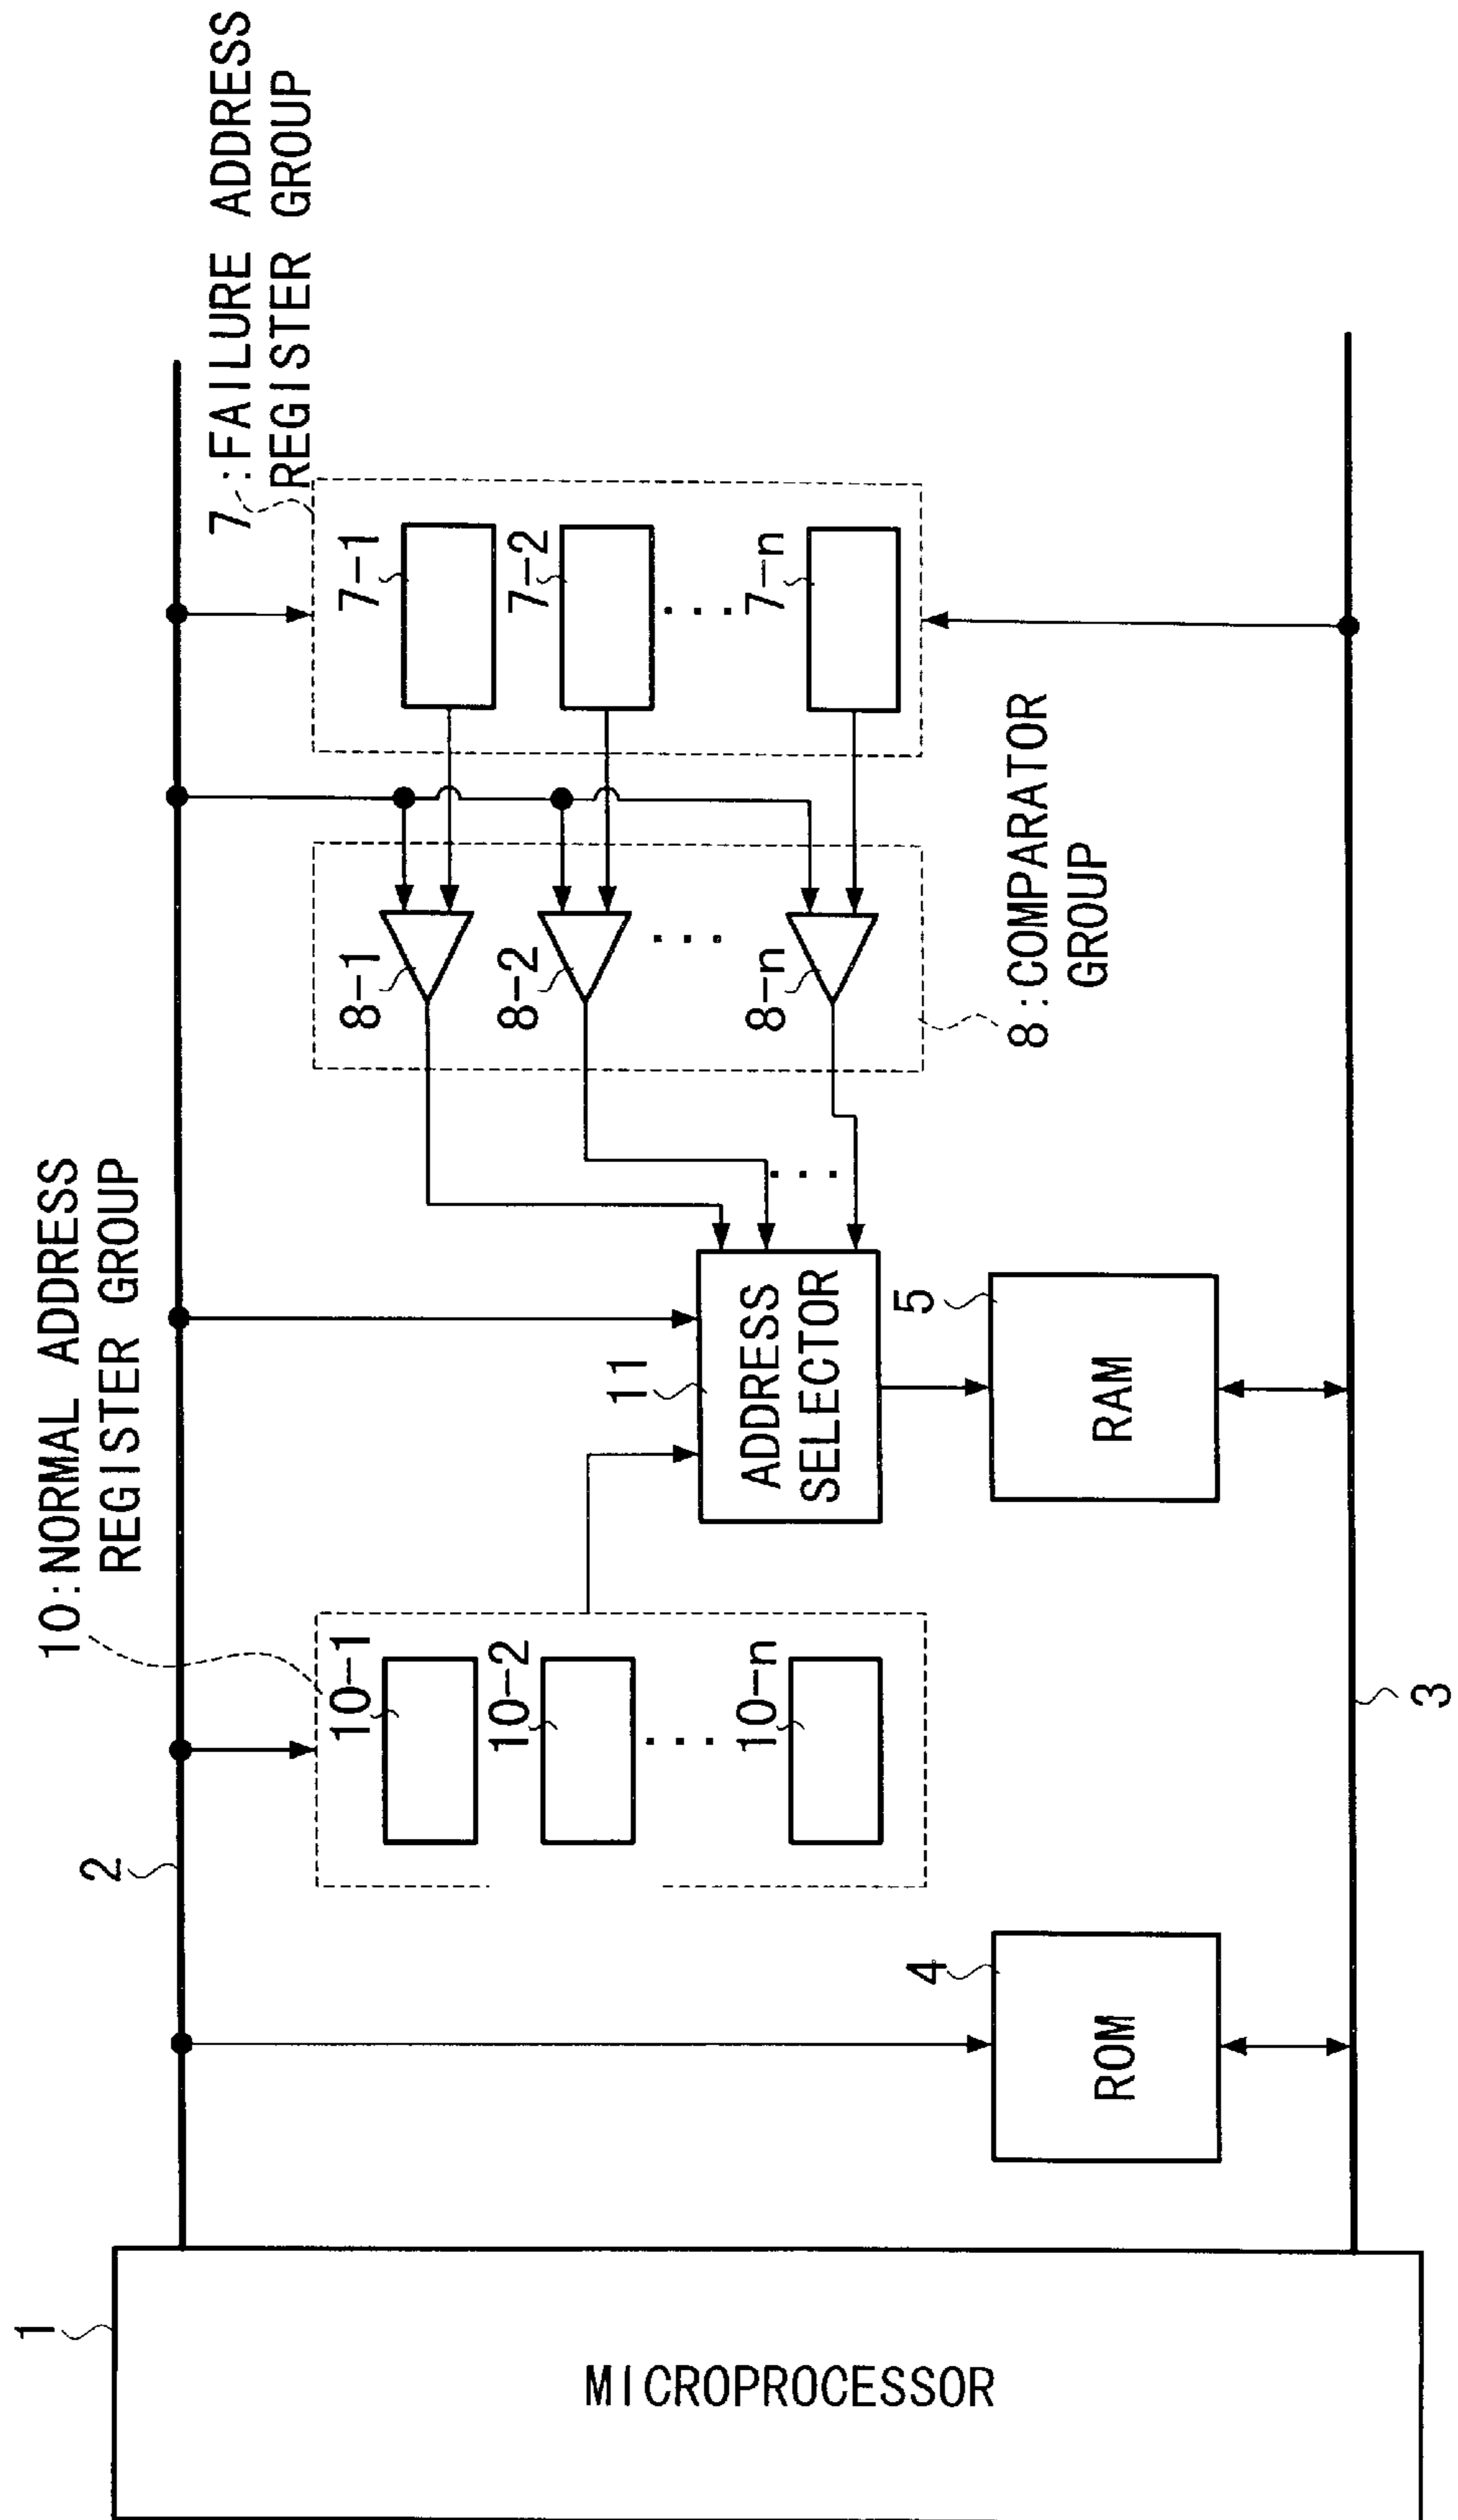 1
MICROPROCESSOR
2
3
4
ROM
10:NORMAL ADDRESS
REGISTER GROUP
10-1
10-2
...
10-n
11
ADDRESS
SELECTOR
5
RAM
...
8-1
8-2
...
8-n
8:COMPARATOR
GROUP
7:FAILURE ADDRESS
REGISTER GROUP
7-1
7-2
...
7-n